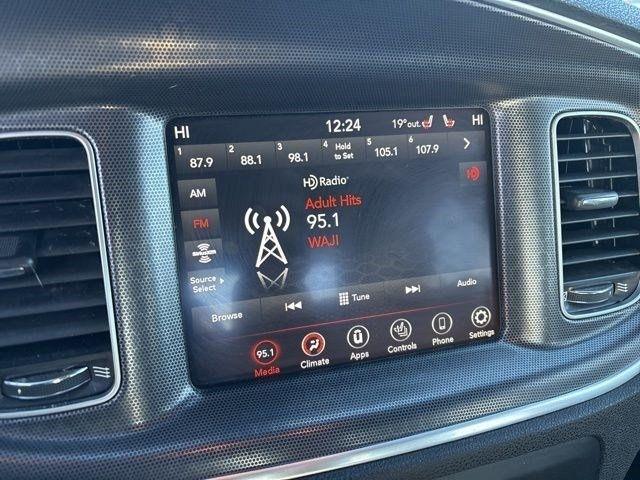 HI 12:24 19°out. HI
1 87.9 2 88.1 3 98.1 4 Hold to Set 5 105.1 6 107.9
HD Radio
AM
Adult Hits
FM
95.1
WAJI
Source
Select
Browse Tune Audio
95.1
Media Climate Apps Controls Phone Settings